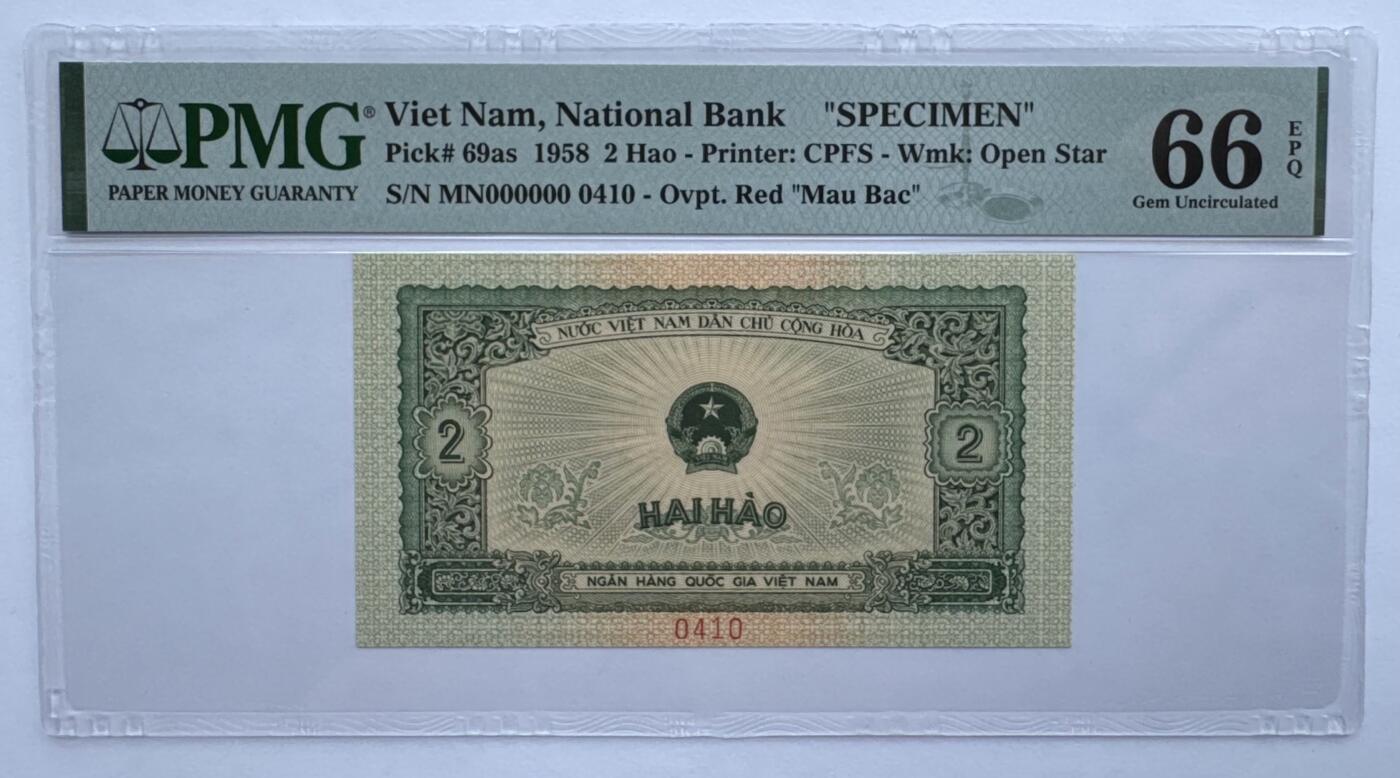 PMG®
PAPER MONEY GUARANTY
Viet Nam, National Bank "SPECIMEN"
Pick# 69as 1958 2 Hao - Printer: CPFS - Wmk: Open Star
S/N MN000000 0410 - Ovpt. Red "Mau Bac"
66
EPQ
Gem Uncirculated
NƯỚC VIỆT NAM DÂN CHỦ CỘNG HÒA
2
2
HAI HÀO
NGÂN HÀNG QUỐC GIA VIỆT NAM
0410